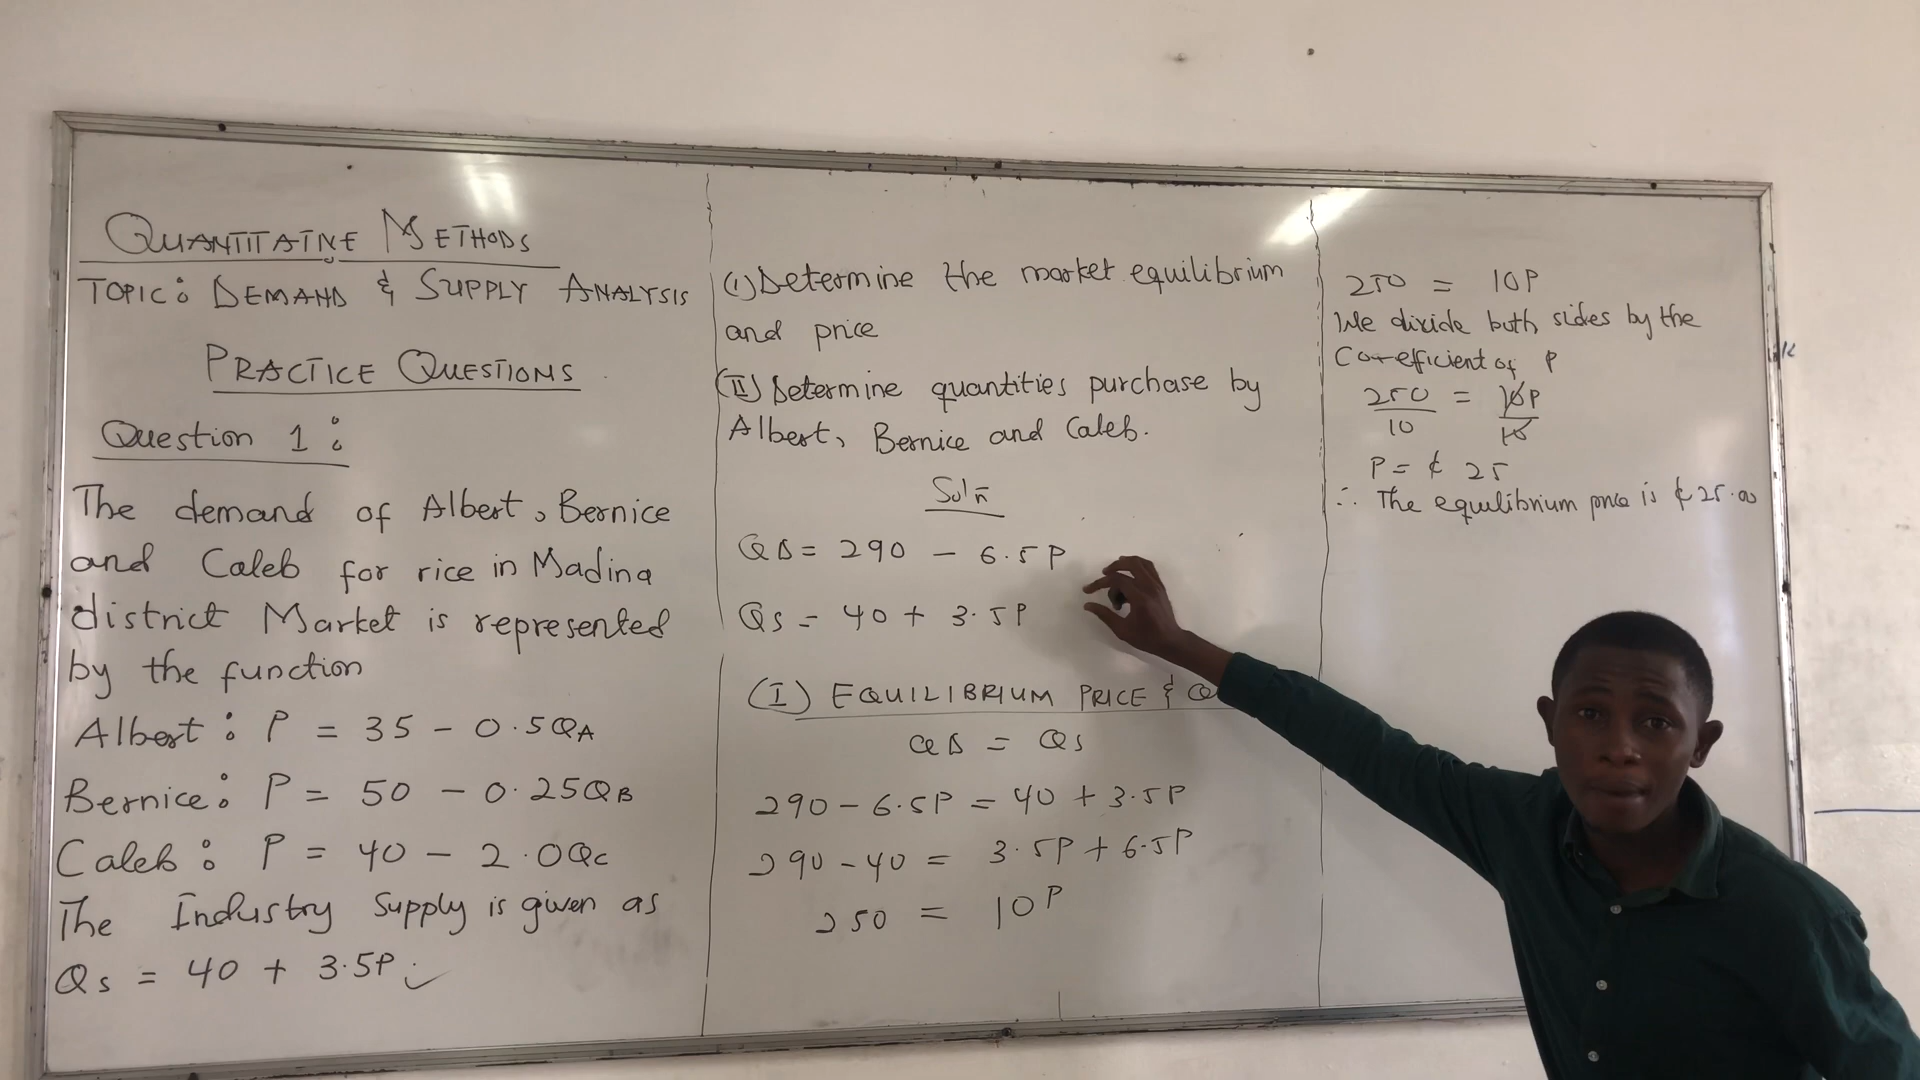 QUANTITATIVE METHODS
TOPIC: DEMAND & SUPPLY ANALYSIS
PRACTICE QUESTIONS
Question 1:
The demand of Albert, Bernice
and Caleb for rice in Madina
district Market is represented
by the function
Albert: P = 35 - 0.5QA
Bernice: P = 50 - 0.25QB
Caleb: P = 40 - 2.0QC
The Industry Supply is given as
Qs = 40 + 3.5P
(I) Determine the market equilibrium
and price
(II) Determine quantities purchase by
Albert, Bernice and Caleb.
Soln
QD = 290 - 6.5P
Qs = 40 + 3.5P
(I) EQUILIBRIUM PRICE &
QD = Qs
290 - 6.5P = 40 + 3.5P
290 - 40 = 3.5P + 6.5P
250 = 10P
250 = 10P
We divide both sides by the
Co-efficient of P
250 = 10P
10 10
P = ₵ 25
∴ The equilibrium price is ₵ 25.00